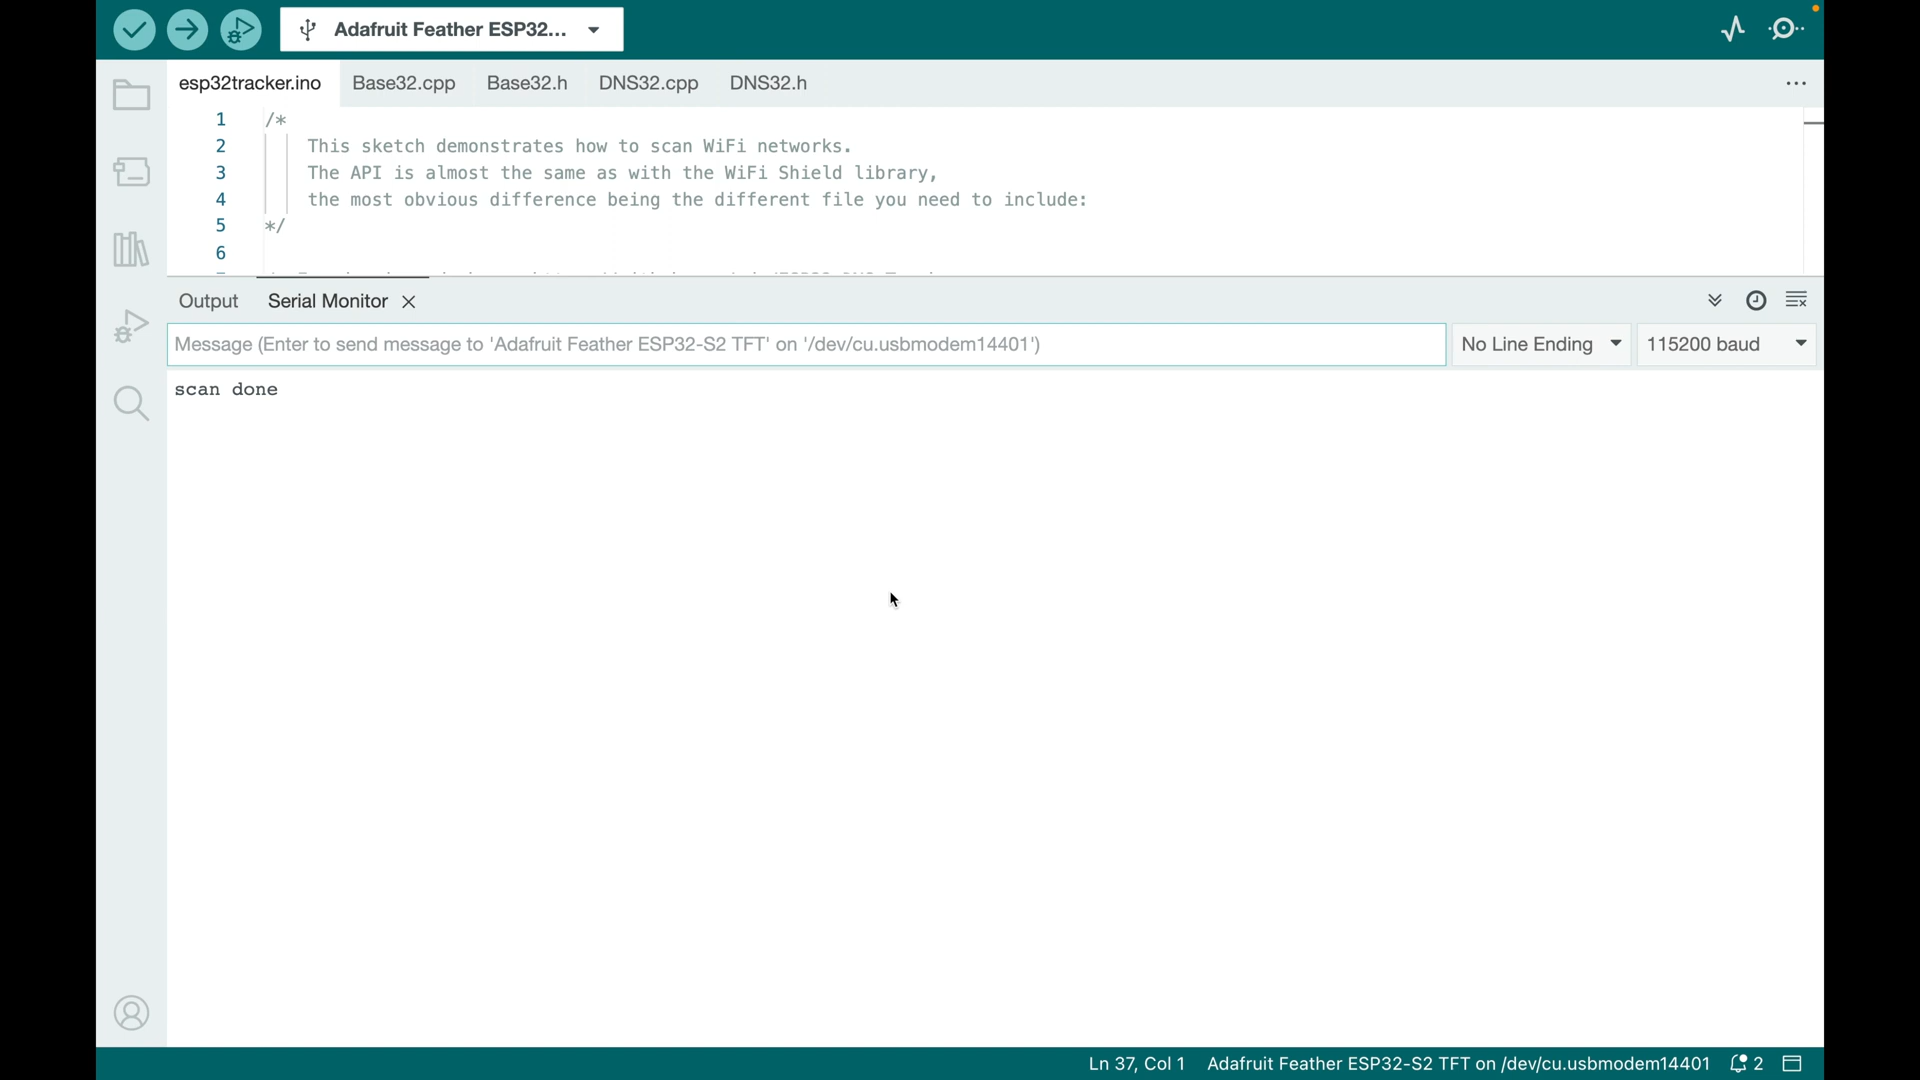 Adafruit Feather ESP32...
esp32tracker.ino Base32.cpp Base32.h DNS32.cpp DNS32.h
1 /*
2 This sketch demonstrates how to scan WiFi networks.
3 The API is almost the same as with the WiFi Shield library,
4 the most obvious difference being the different file you need to include:
5 */
6
Output Serial Monitor
Message (Enter to send message to 'Adafruit Feather ESP32-S2 TFT' on '/dev/cu.usbmodem14401') No Line Ending 115200 baud
scan done
Ln 37, Col 1 Adafruit Feather ESP32-S2 TFT on /dev/cu.usbmodem14401 2